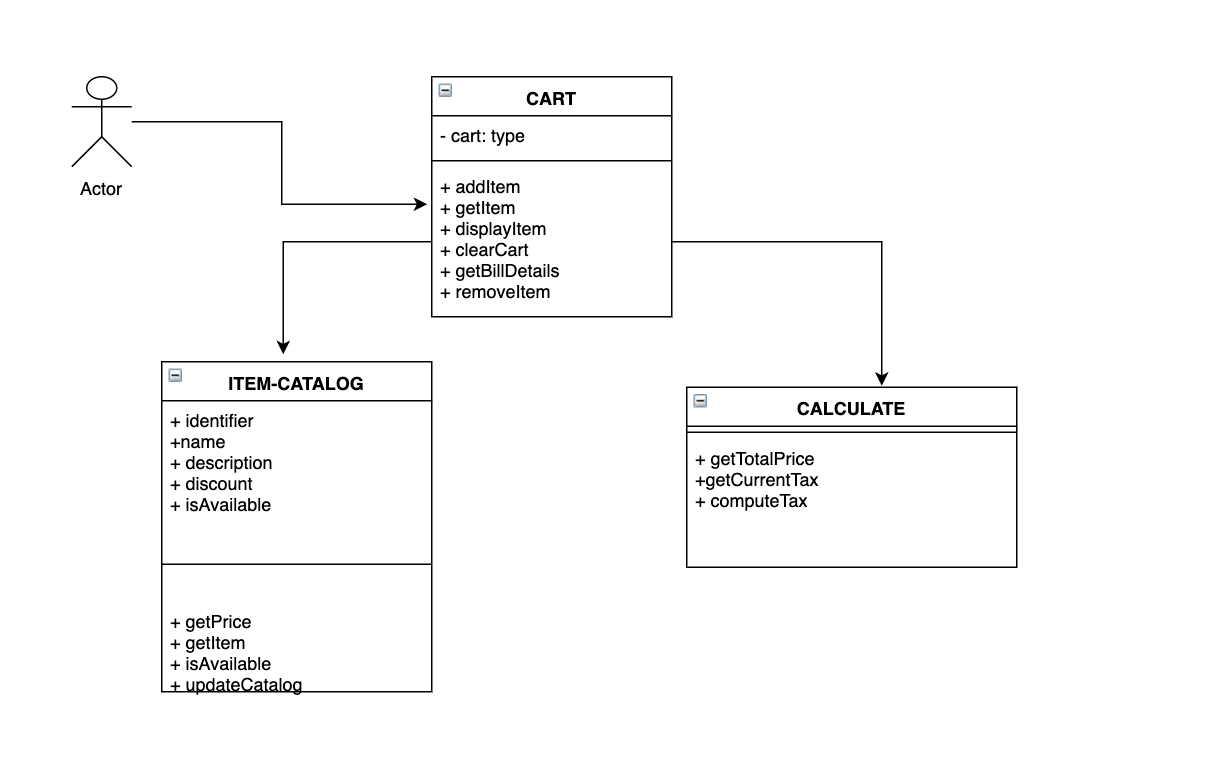 Actor
CART
- cart: type
+ addItem
+ getItem
+ displayItem
+ clearCart
+ getBillDetails
+ removeItem
ITEM-CATALOG
+ identifier
+name
+ description
+ discount
+ isAvailable
+ getPrice
+ getItem
+ isAvailable
+ updateCatalog
CALCULATE
+ getTotalPrice
+getCurrentTax
+ computeTax